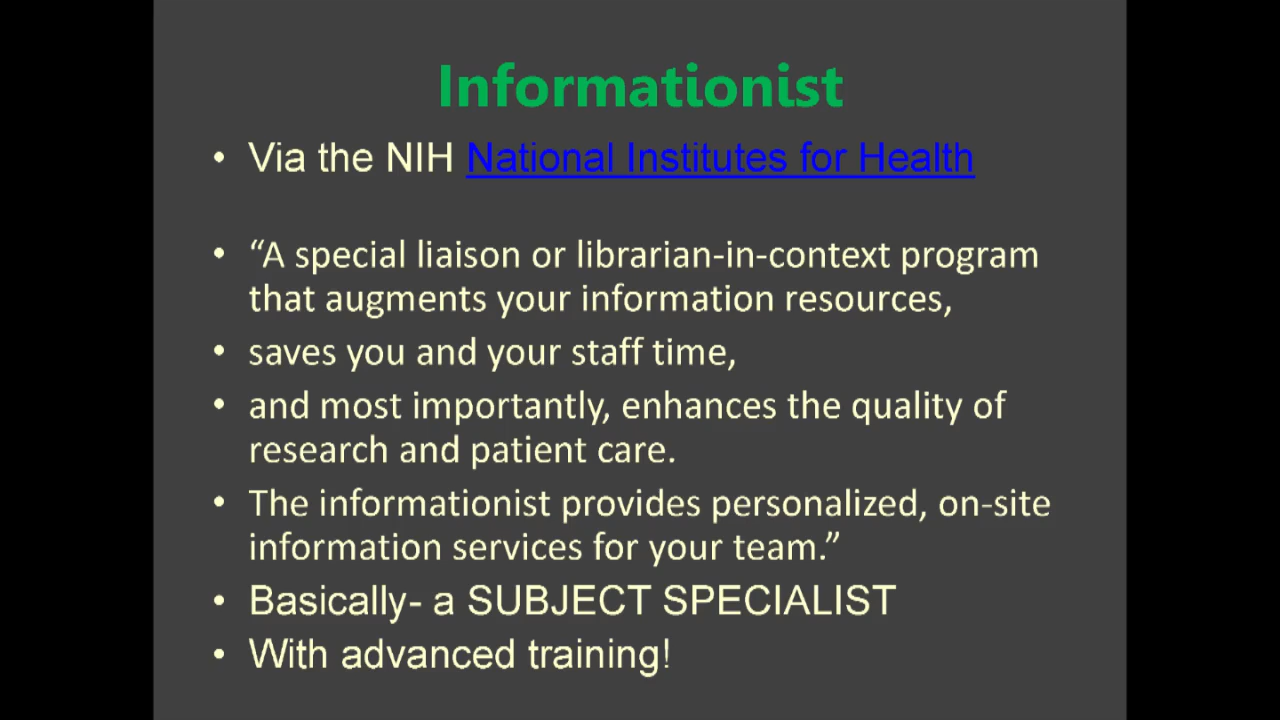 Informationist
• Via the NIH National Institutes for Health
• “A special liaison or librarian-in-context program
that augments your information resources,
• saves you and your staff time,
• and most importantly, enhances the quality of
research and patient care.
• The informationist provides personalized, on-site
information services for your team.”
• Basically- a SUBJECT SPECIALIST
• With advanced training!